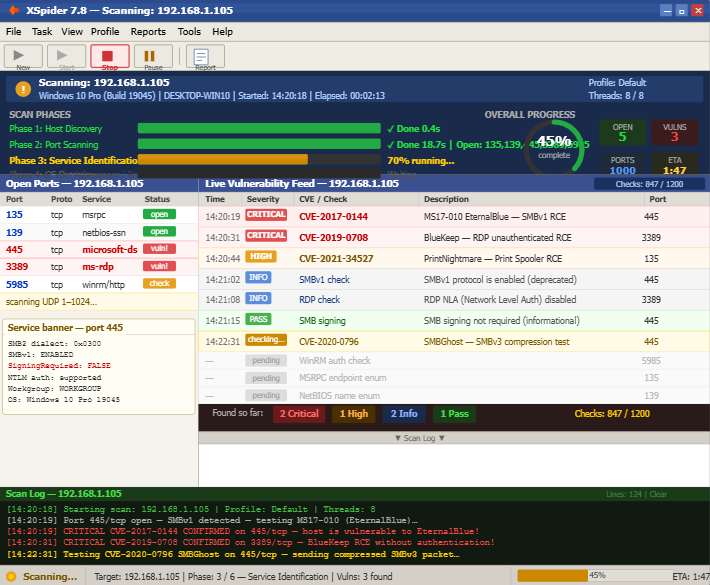 XSpider 7.8 — Scanning: 192.168.1.105
File Task View Profile Reports Tools Help
New Start Stop Pause Report
Scanning: 192.168.1.105
Windows 10 Pro (Build 19045) | DESKTOP-WIN10 | Started: 14:20:18 | Elapsed: 00:02:13
Profile: Default
Threads: 8 / 8
SCAN PHASES
OVERALL PROGRESS
Phase 1: Host Discovery ✓ Done 0.4s
Phase 2: Port Scanning ✓ Done 18.7s | Open: 135,139,
Phase 3: Service Identificatio 70% running...
45%
complete
OPEN
5
VULNS
3
PORTS
1000
ETA
1:47
Open Ports — 192.168.1.105
Port Proto Service Status
135 tcp msrpc open
139 tcp netbios-ssn open
445 tcp microsoft-ds vuln!
3389 tcp ms-rdp vuln!
5985 tcp winrm/http check
scanning UDP 1–1024...
Service banner — port 445
SMB2 dialect: 0x0300
SMBv1: ENABLED
SigningRequired: FALSE
NTLM auth: supported
Workgroup: WORKGROUP
OS: Windows 10 Pro 19045
Live Vulnerability Feed — 192.168.1.105
Checks: 847 / 1200
Time Severity CVE / Check Description Port
14:20:19 CRITICAL CVE-2017-0144 MS17-010 EternalBlue — SMBv1 RCE 445
14:20:31 CRITICAL CVE-2019-0708 BlueKeep — RDP unauthenticated RCE 3389
14:20:44 HIGH CVE-2021-34527 PrintNightmare — Print Spooler RCE 135
14:21:02 INFO SMBv1 check SMBv1 protocol is enabled (deprecated) 445
14:21:08 INFO RDP check RDP NLA (Network Level Auth) disabled 3389
14:21:15 PASS SMB signing SMB signing not required (informational) 445
14:22:31 checking... CVE-2020-0796 SMBGhost — SMBv3 compression test 445
— pending WinRM auth check 5985
— pending MSRPC endpoint enum 135
— pending NetBIOS name enum 139
Found so far: 2 Critical 1 High 2 Info 1 Pass Checks: 847 / 1200
▼ Scan Log ▼
Scan Log — 192.168.1.105
Lines: 124 | Clear
[14:20:18] Starting scan: 192.168.1.105 | Profile: Default | Threads: 8
[14:20:19] Port 445/tcp open — SMBv1 detected — testing MS17-010 (EternalBlue)…
[14:20:19] CRITICAL CVE-2017-0144 CONFIRMED on 445/tcp — host is vulnerable to EternalBlue!
[14:20:31] CRITICAL CVE-2019-0708 CONFIRMED on 3389/tcp — BlueKeep RCE without authentication!
[14:22:31] Testing CVE-2020-0796 SMBGhost on 445/tcp — sending compressed SMBv3 packet…
Scanning... Target: 192.168.1.105 | Phase: 3 / 6 — Service Identification | Vulns: 3 found 45% ETA: 1:47